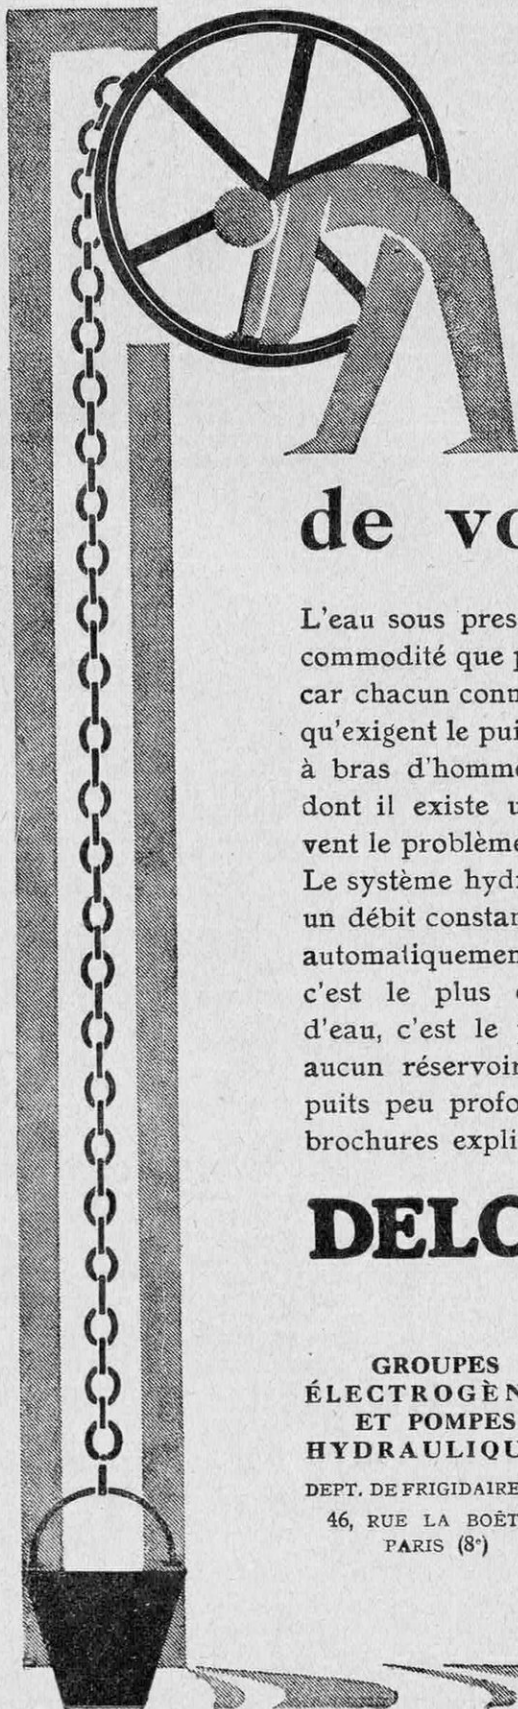 de vo
L'eau sous pres
commodité que p
car chacun conn
qu'exigent le pui
à bras d'homme
dont il existe u
vent le problème
Le système hydr
un débit constan
automatiquemen
c'est le plus
d'eau, c'est le
aucun réservoir
puits peu profo
brochures expli
DELCO
GROUPES
ÉLECTROGÈN
ET POMPES
HYDRAULIQU
DEPT. DE FRIGIDAIRE
46, RUE LA BOËT
PARIS (8e)